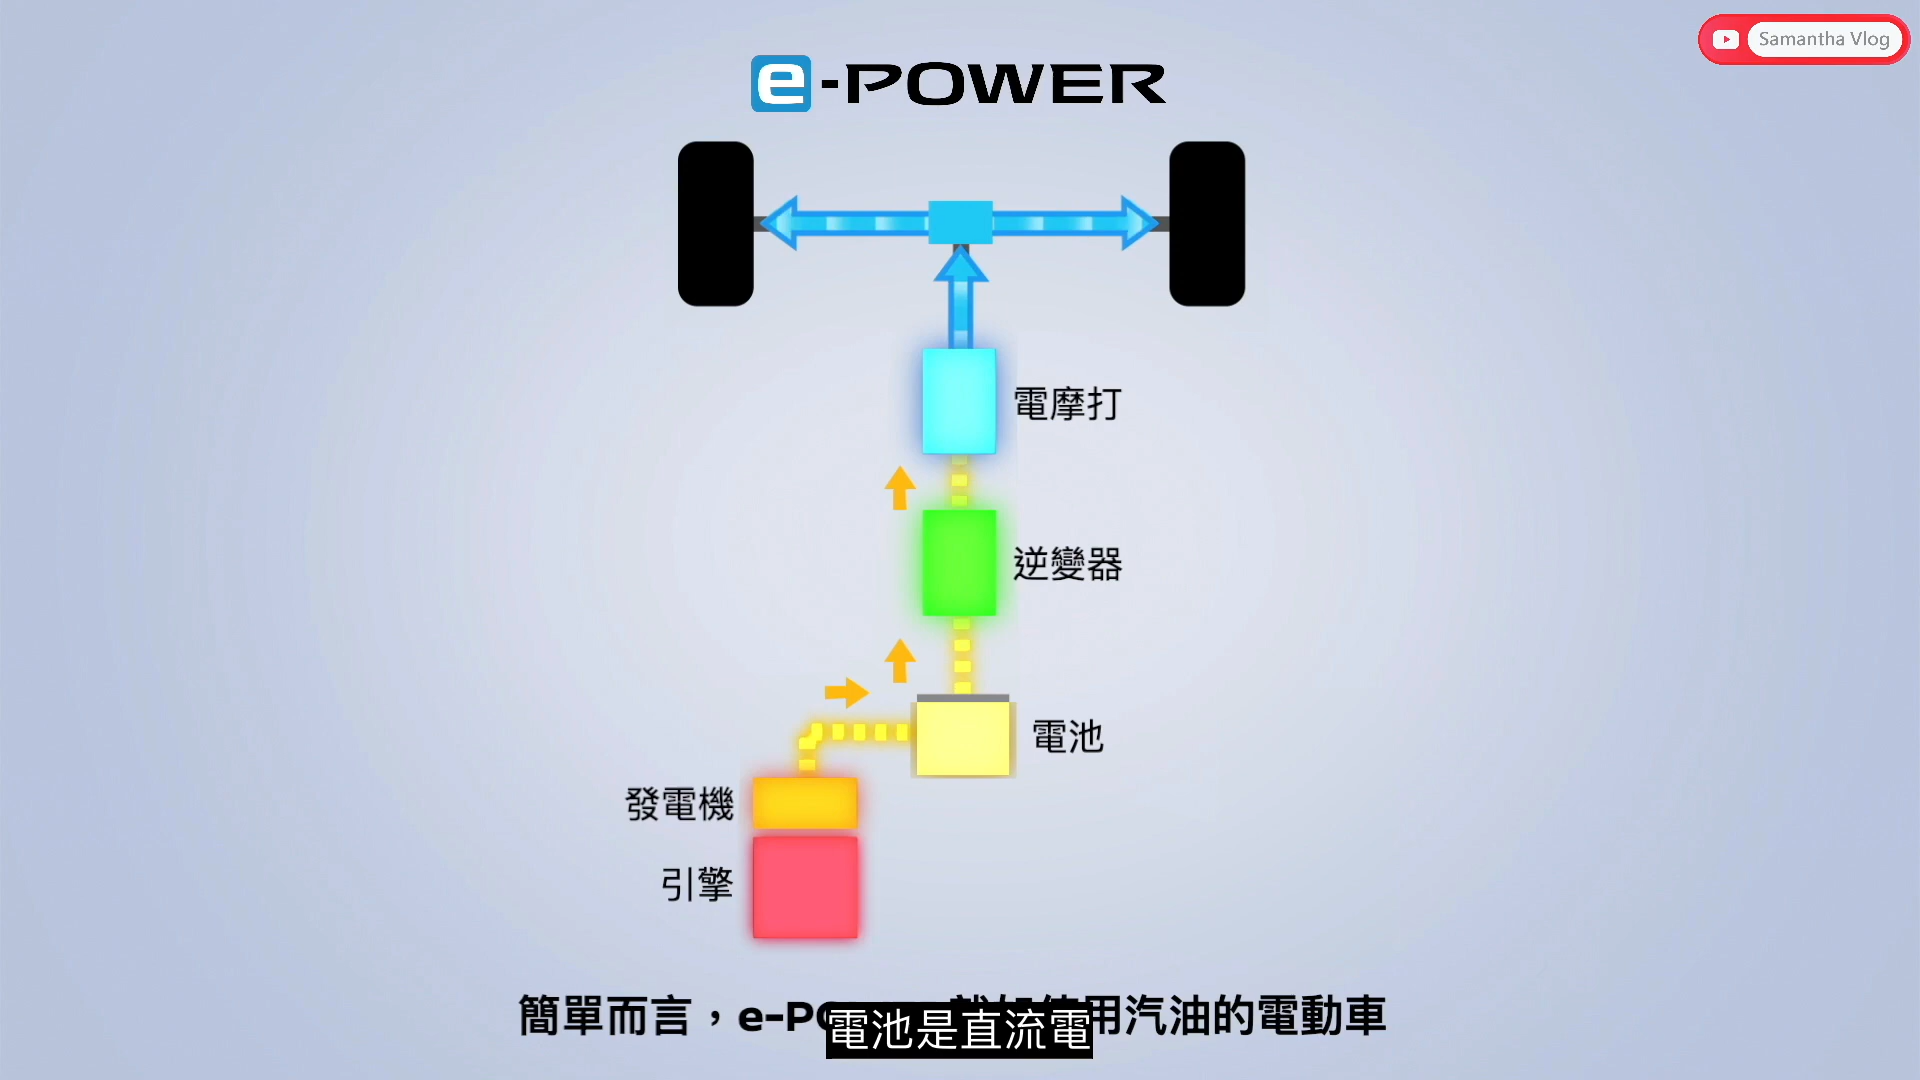 Samantha Vlog
e-POWER
電摩打
逆變器
電池
發電機
引擎
簡單而言，e-P 使用汽油的電動車
電池是直流電